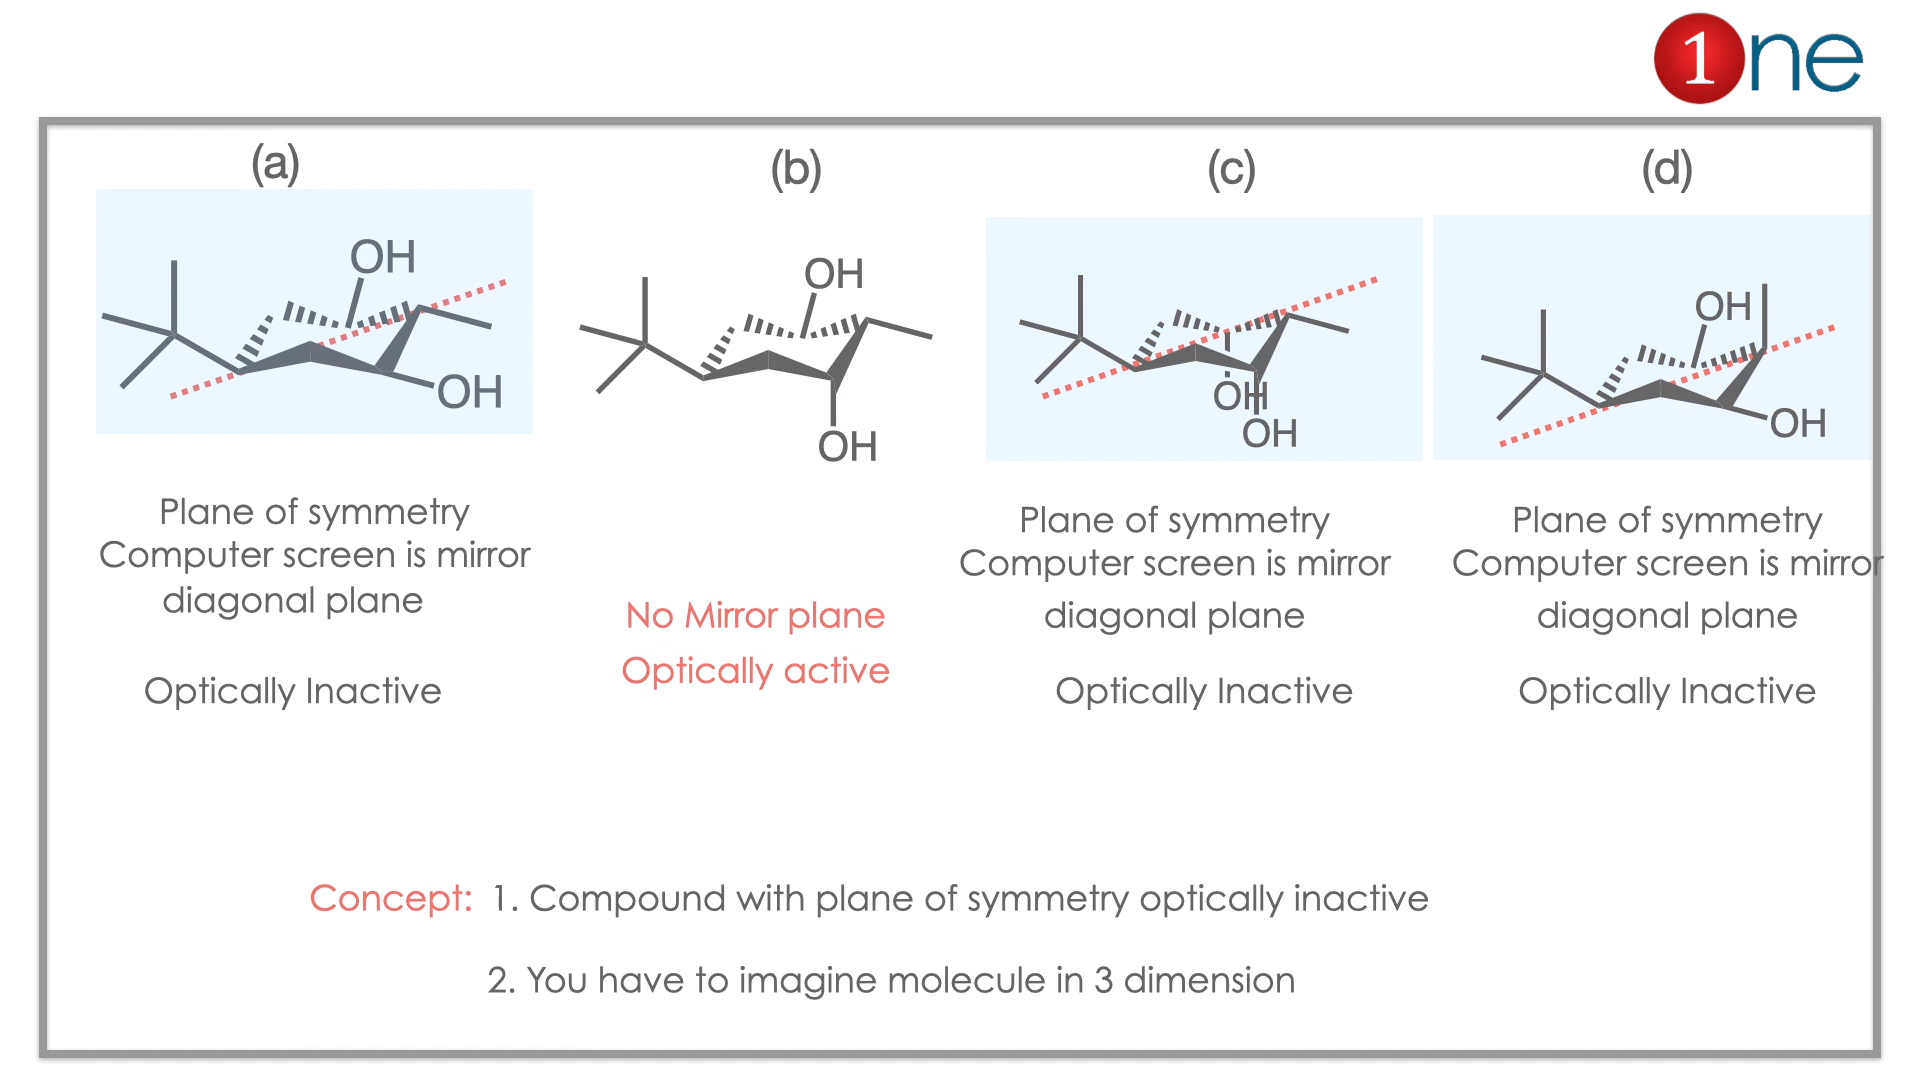 1ne
(a)
(b)
(c)
(d)
OH
OH
OH
OH
OH
OH
OH
OH
Plane of symmetry
Computer screen is mirror
diagonal plane
Optically Inactive
No Mirror plane
Optically active
Plane of symmetry
Computer screen is mirror
diagonal plane
Optically Inactive
Plane of symmetry
Computer screen is mirror
diagonal plane
Optically Inactive
Concept: 1. Compound with plane of symmetry optically inactive
2. You have to imagine molecule in 3 dimension